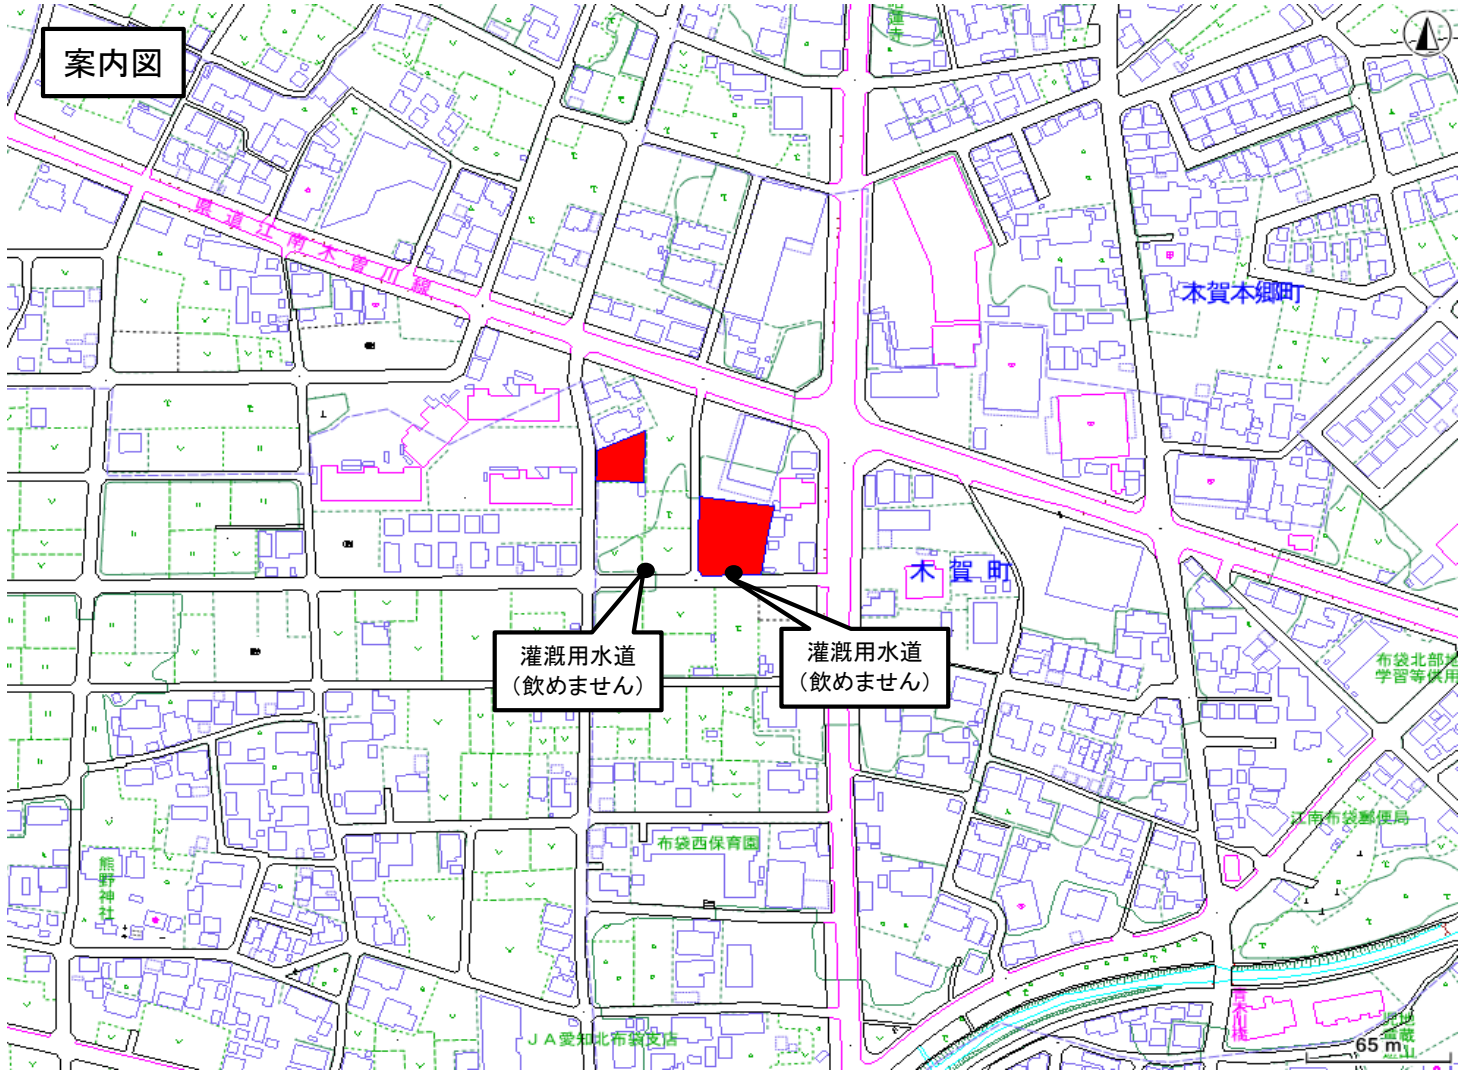 案内図
県道江南木曽川線
木賀本郷町
木賀町
灌漑用水道
（飲めません）
灌漑用水道
（飲めません）
布袋北部地
学習等供用
布袋西保育園
江南布袋郵便局
熊野神社
ＪＡ愛知北布袋支店
青木川橋
65 m